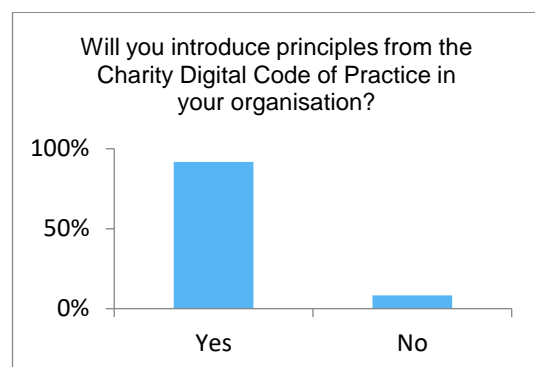 Will you introduce principles from the
Charity Digital Code of Practice in
your organisation?
100%
50%
0%
Yes No